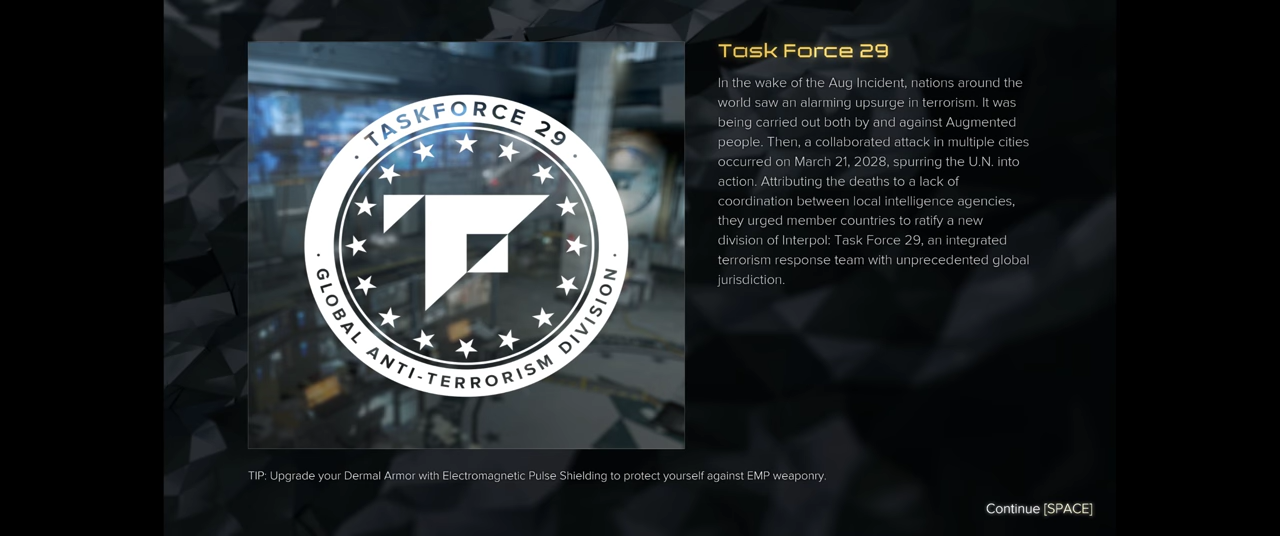 Task Force 29
In the wake of the Aug Incident, nations around the
world saw an alarming upsurge in terrorism. It was
being carried out both by and against Augmented
people. Then, a collaborated attack in multiple cities
occurred on March 21, 2028, spurring the U.N. into
action. Attributing the deaths to a lack of
coordination between local intelligence agencies,
they urged member countries to ratify a new
division of Interpol: Task Force 29, an integrated
terrorism response team with unprecedented global
jurisdiction.
· TASKFORCE 29 ·
TF
· GLOBAL ANTI-TERRORISM DIVISION ·
TIP: Upgrade your Dermal Armor with Electromagnetic Pulse Shielding to protect yourself against EMP weaponry.
Continue [SPACE]